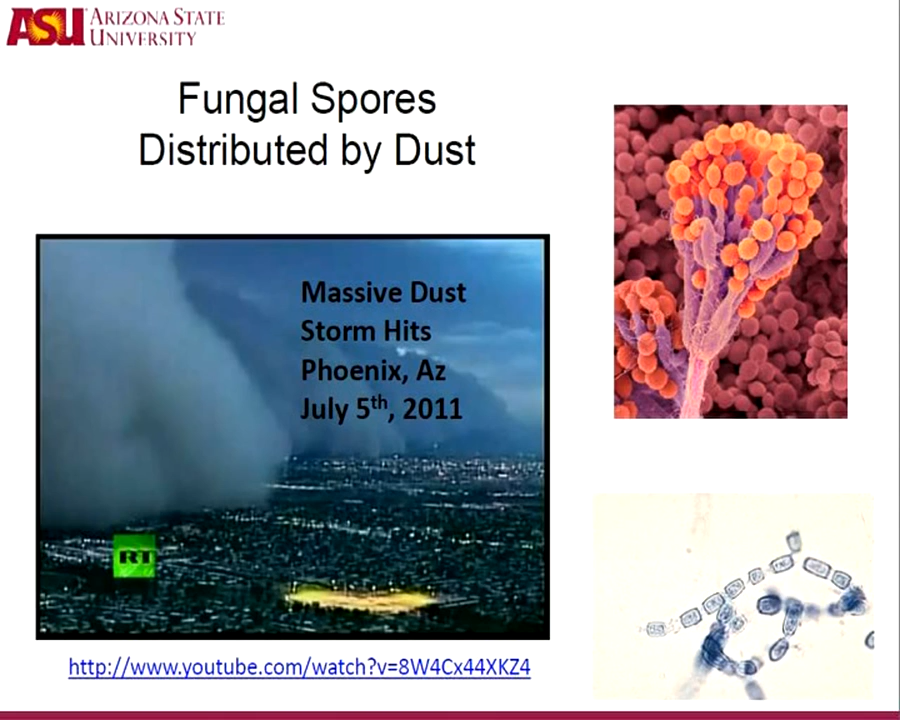 ASU ARIZONA STATE
UNIVERSITY
Fungal Spores
Distributed by Dust
Massive Dust
Storm Hits
Phoenix, Az
July 5th, 2011
RT
http://www.youtube.com/watch?v=8W4Cx44XKZ4